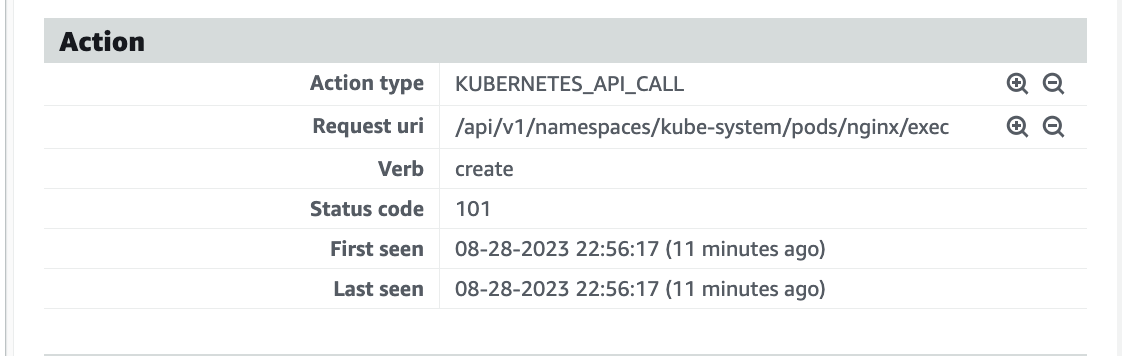 Action
Action type KUBERNETES_API_CALL
Request uri /api/v1/namespaces/kube-system/pods/nginx/exec
Verb create
Status code 101
First seen 08-28-2023 22:56:17 (11 minutes ago)
Last seen 08-28-2023 22:56:17 (11 minutes ago)